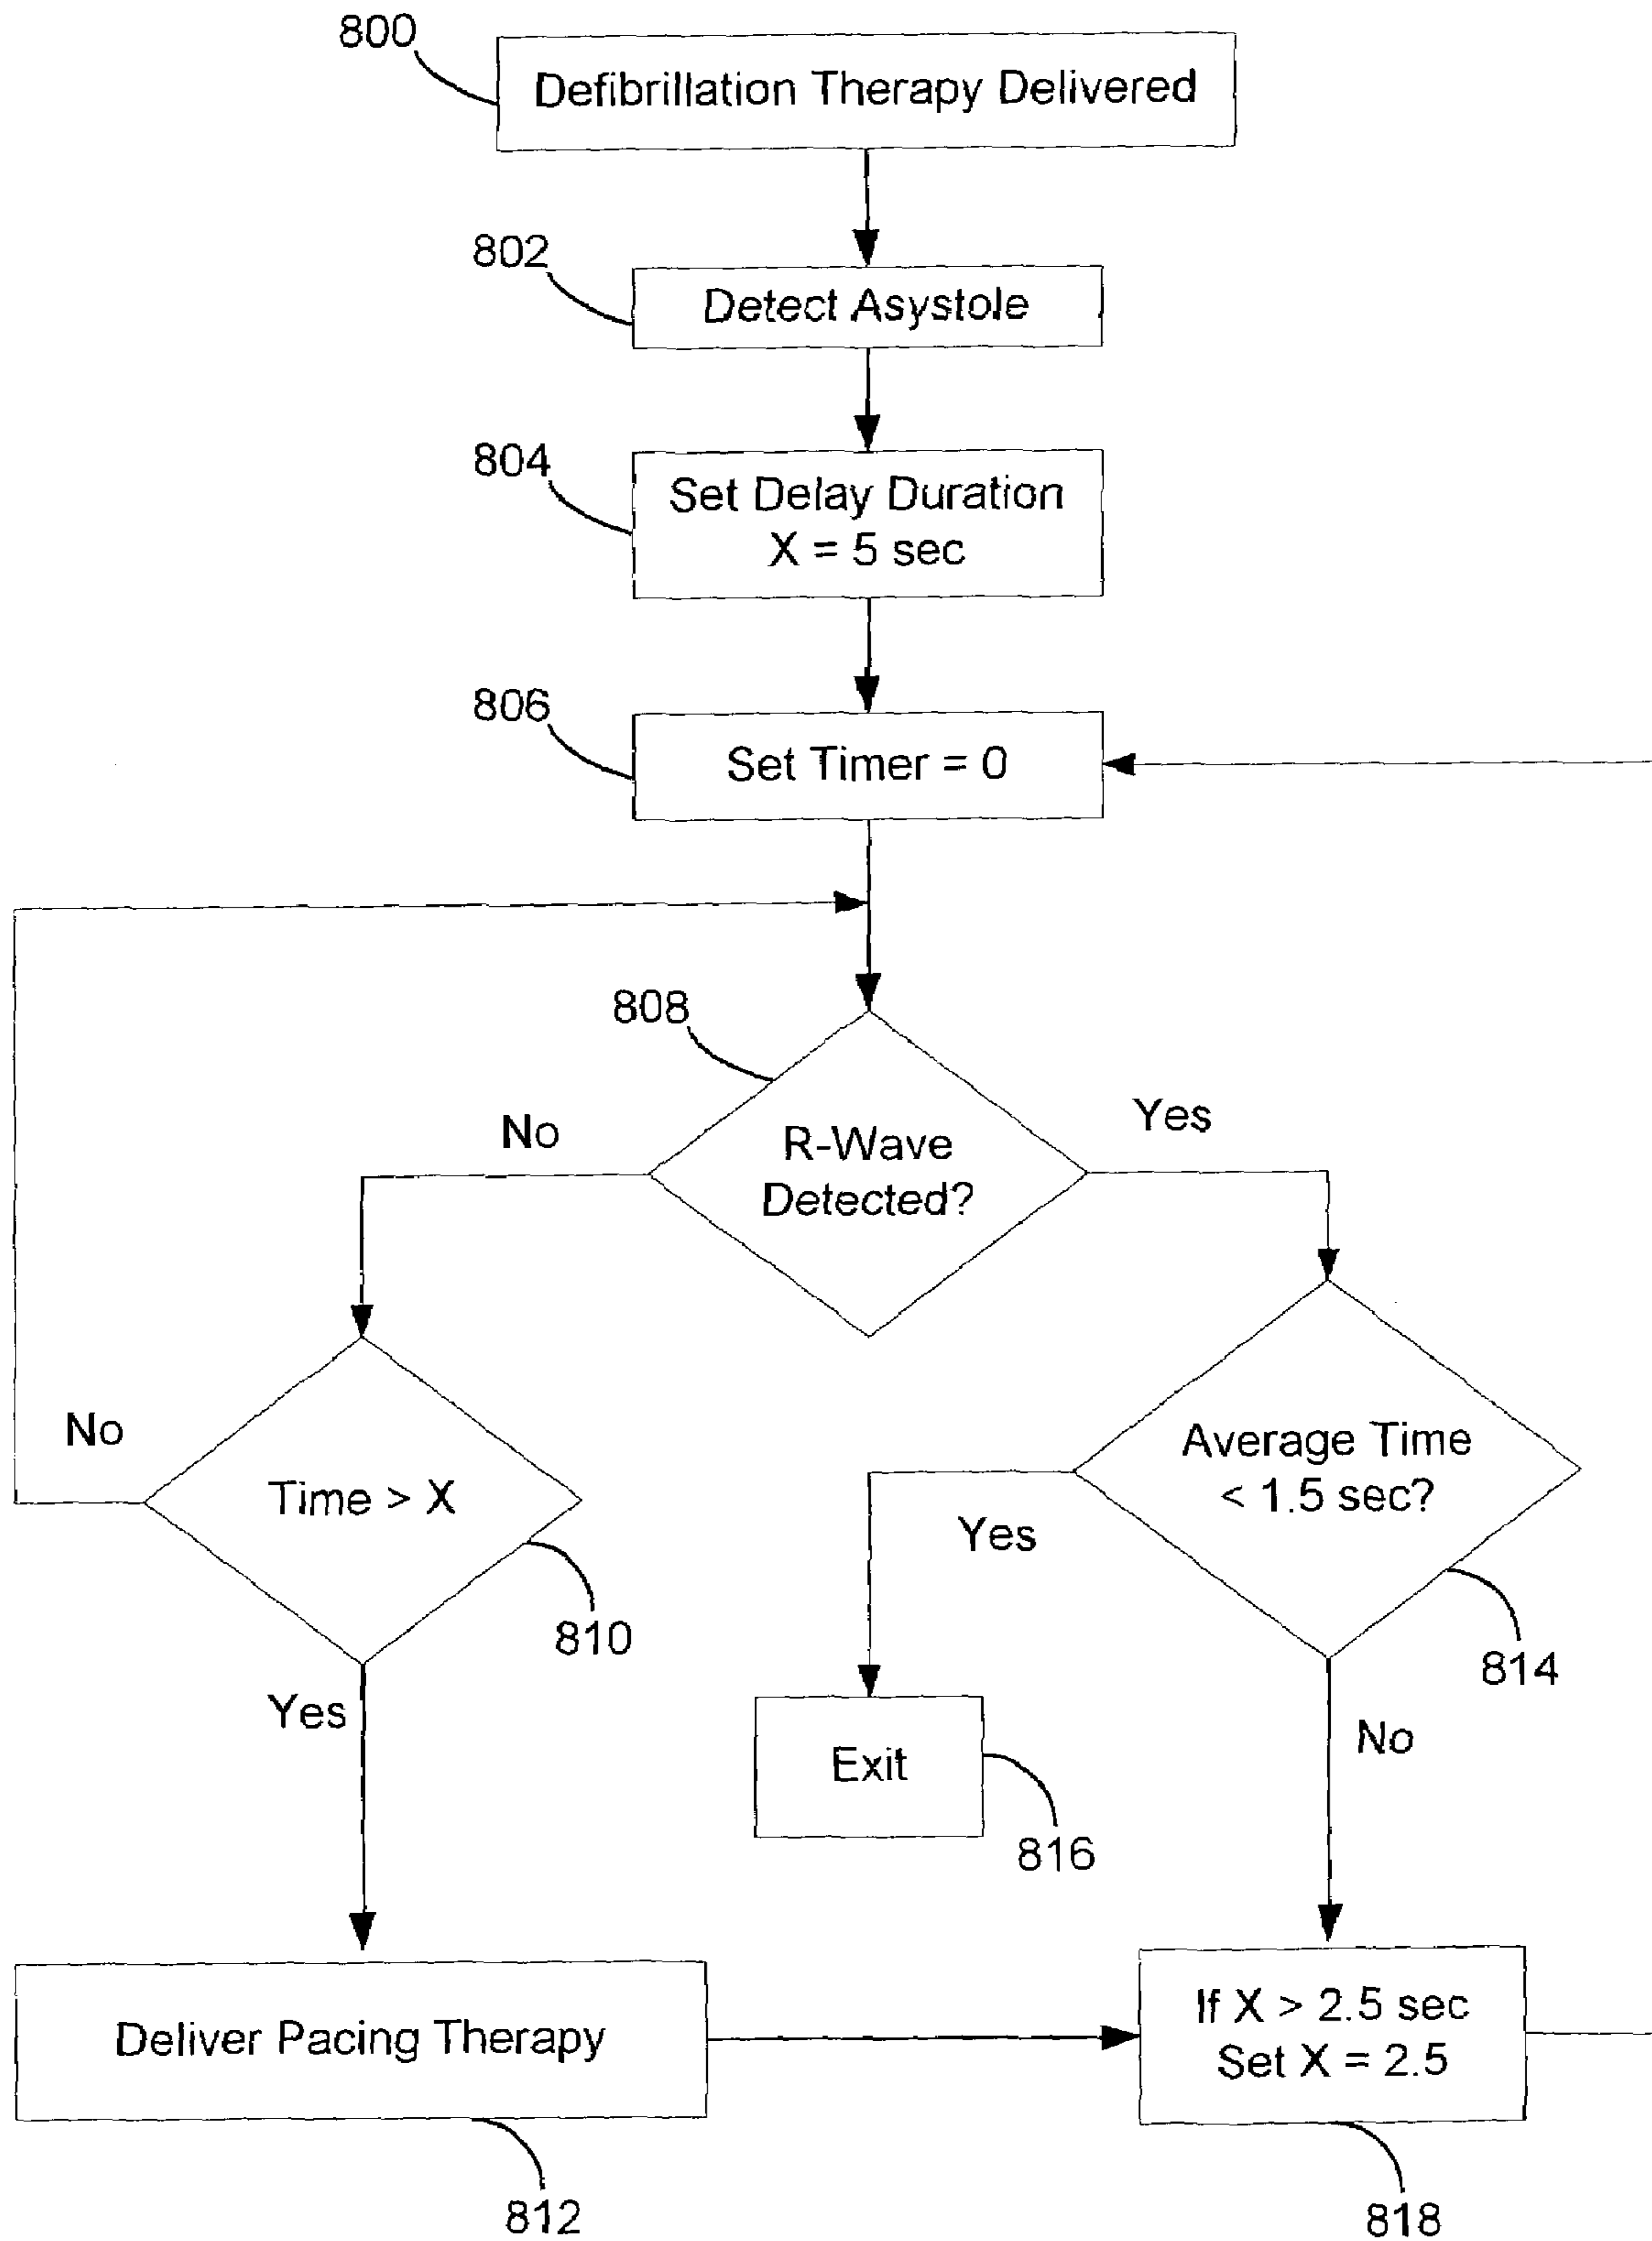 800
Defibrillation Therapy Delivered
802
Detect Asystole
804
Set Delay Duration
X = 5 sec
806
Set Timer = 0
808
R-Wave
Detected?
No
Yes
Time > X
No
Yes
810
Average Time
< 1.5 sec?
Yes
No
814
Exit
816
Deliver Pacing Therapy
812
If X > 2.5 sec
Set X = 2.5
818